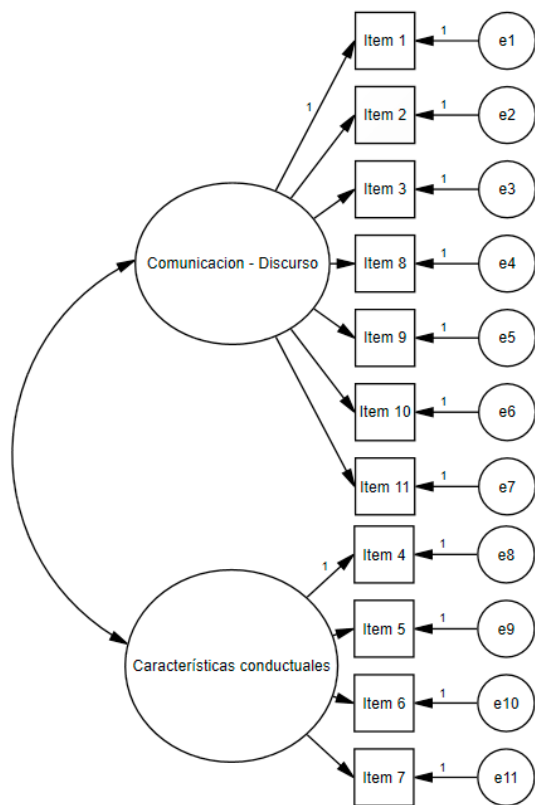 Item 1
1
e1
1
Item 2
1
e2
Item 3
1
e3
Comunicacion - Discurso
Item 8
1
e4
Item 9
1
e5
Item 10
1
e6
Item 11
1
e7
Item 4
1
e8
1
Item 5
1
e9
Características conductuales
Item 6
1
e10
Item 7
1
e11